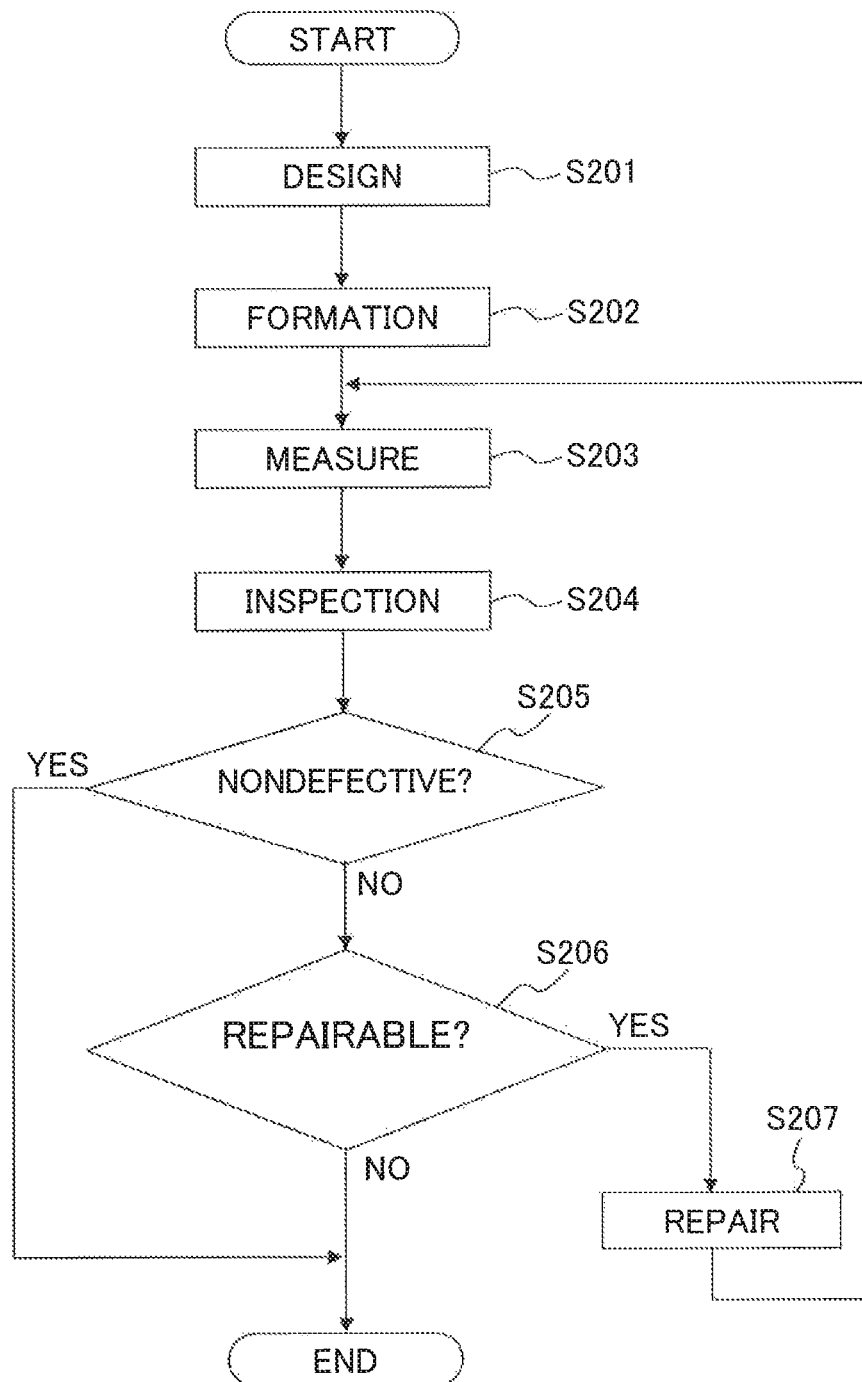 START
DESIGN
S201
FORMATION
S202
MEASURE
S203
INSPECTION
S204
S205
YES
NONDEFECTIVE?
NO
S206
REPAIRABLE?
YES
S207
NO
REPAIR
END